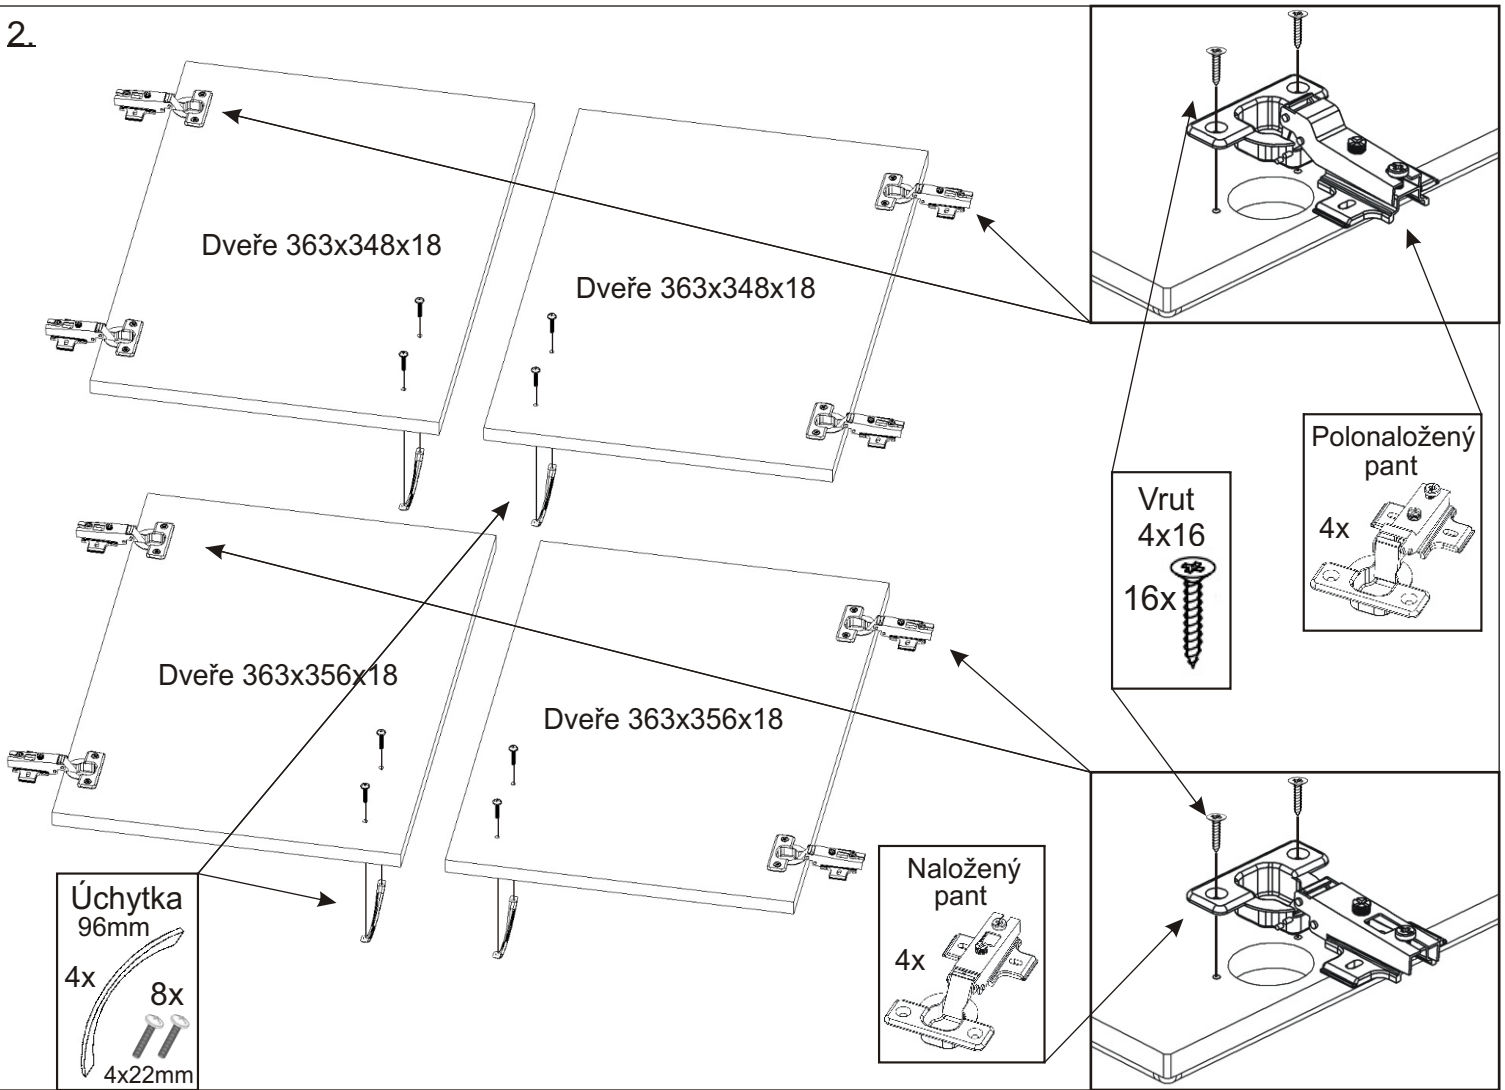 2.
Dveře 363x348x18
Dveře 363x348x18
Polonaložený
pant
4x
Vrut
4x16
16x
Dveře 363x356x18
Dveře 363x356x18
Úchytka
96mm
4x
8x
4x22mm
Naložený
pant
4x